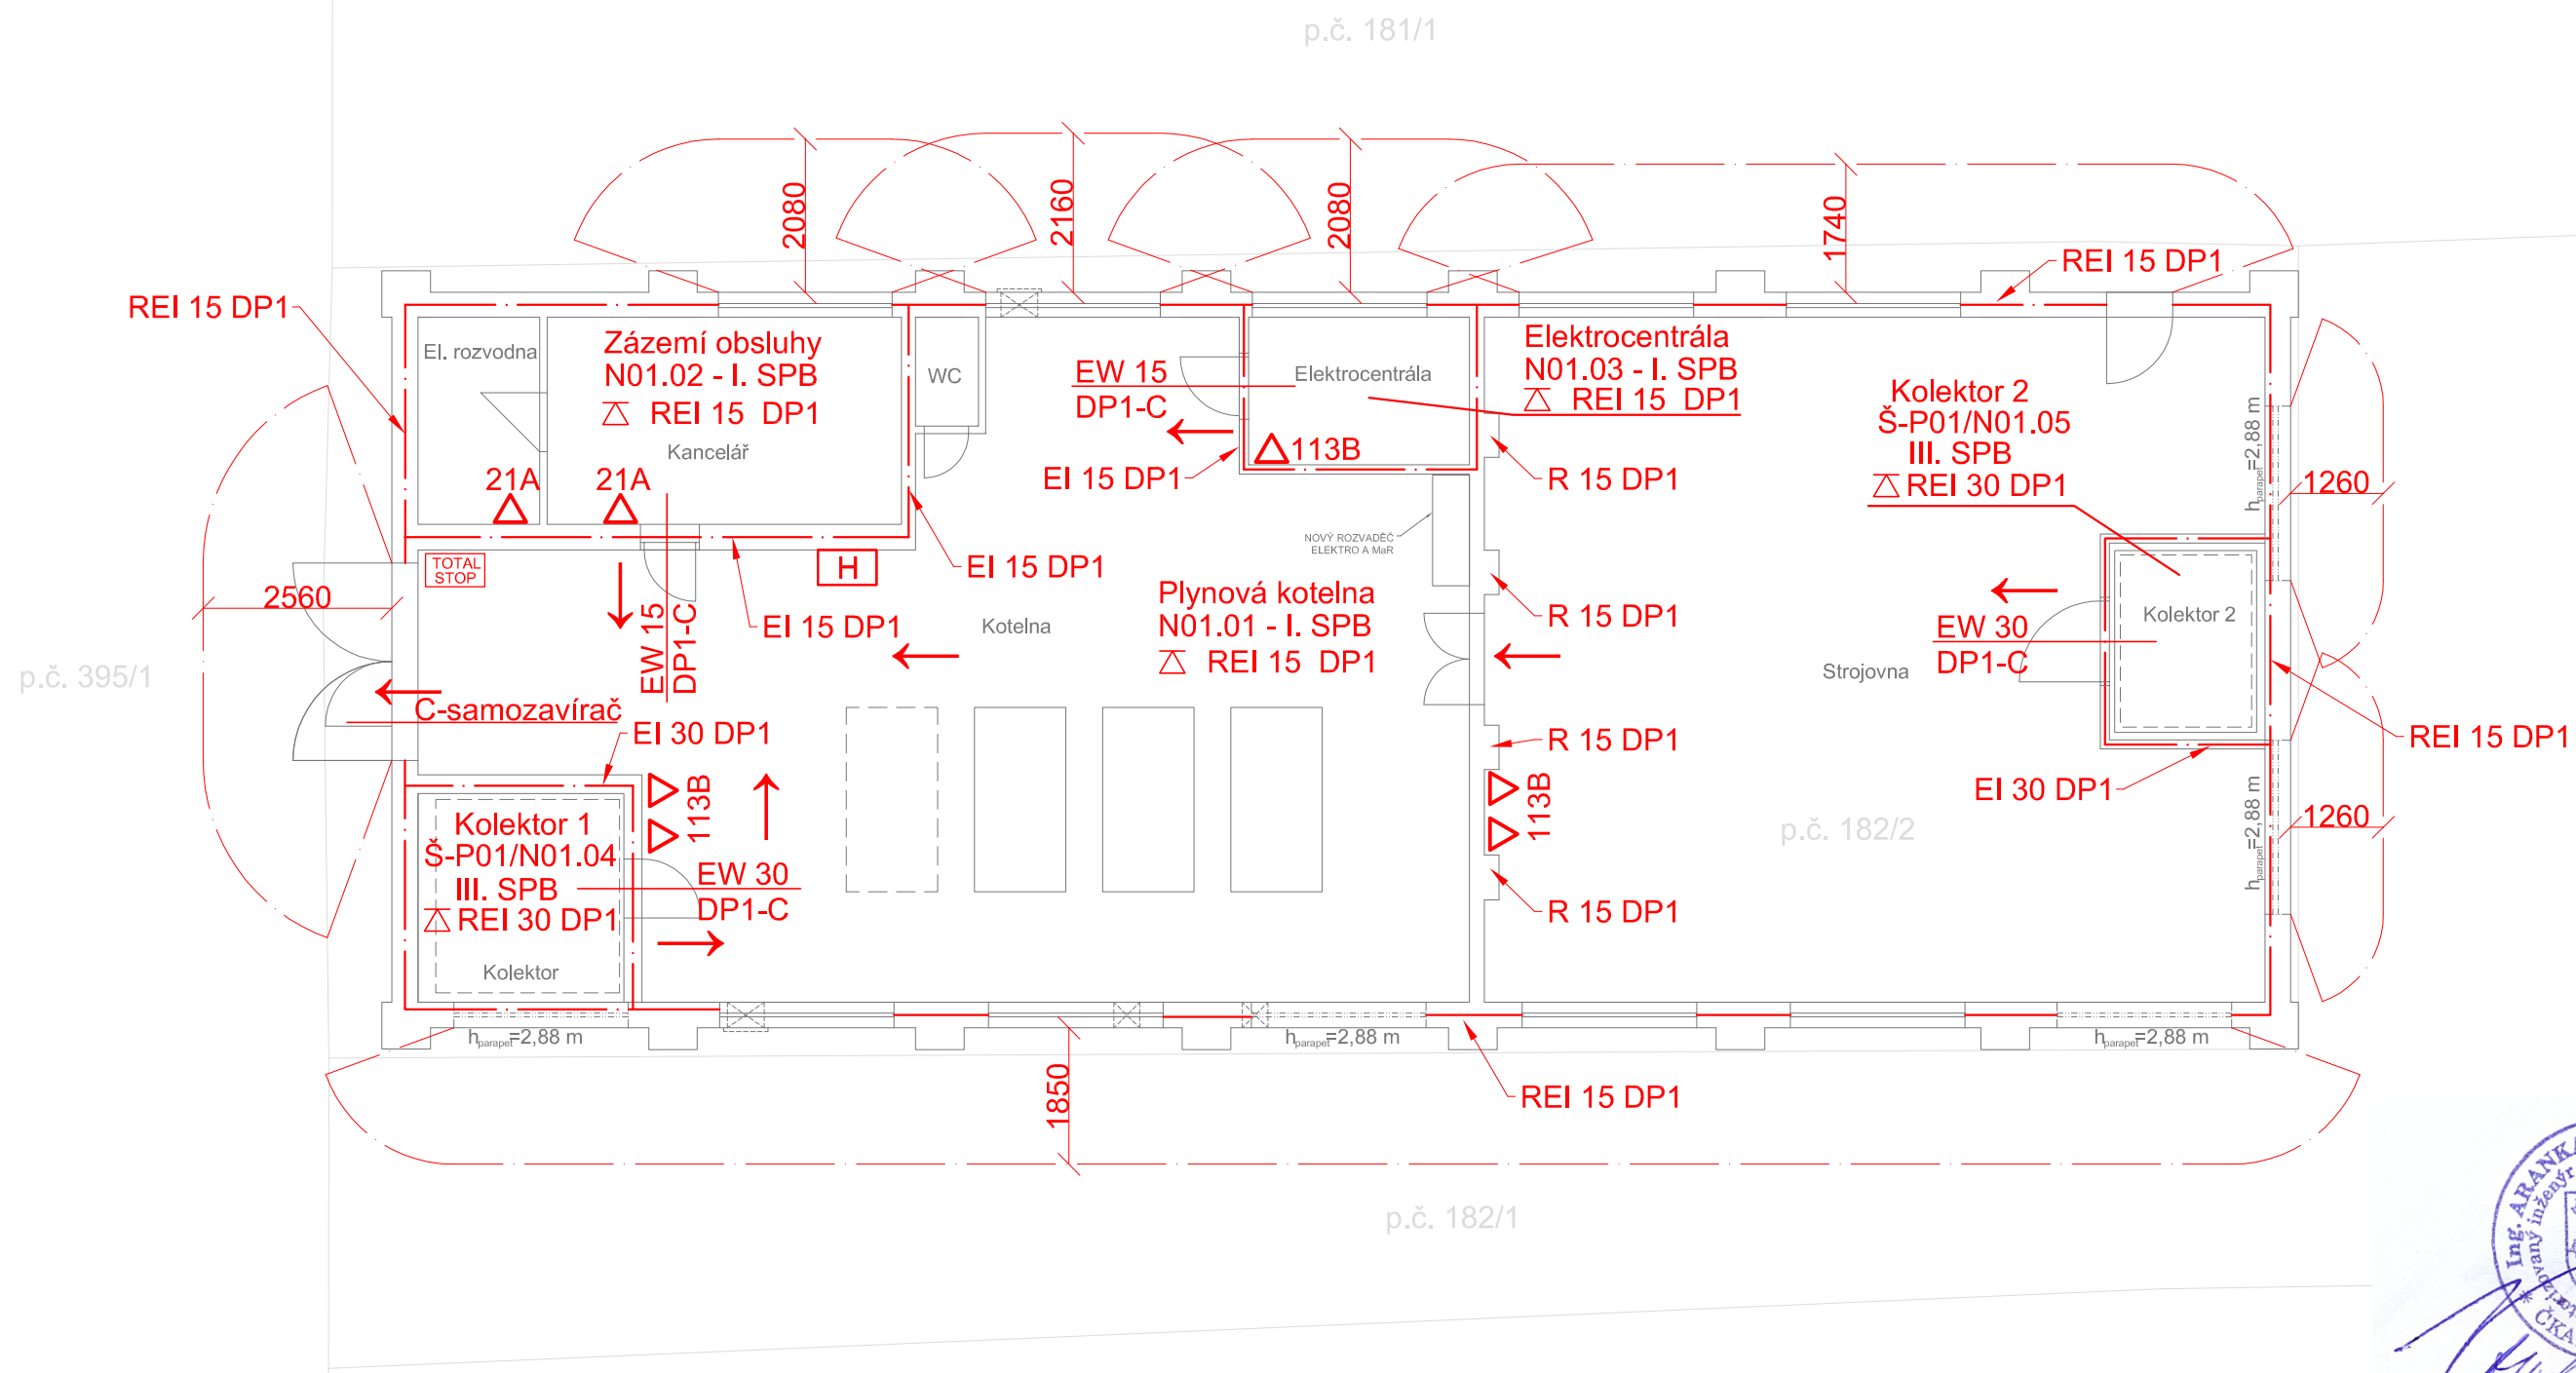 p.č. 181/1
2080
2160
2080
1740
REI 15 DP1
REI 15 DP1
El. rozvodna
Zázemí obsluhy
N01.02 - I. SPB
REI 15 DP1
Kancelář
WC
EW 15
DP1-C
Elektrocentrála
Elektrocentrála
N01.03 - I. SPB
REI 15 DP1
Kolektor 2
Š-P01/N01.05
III. SPB
REI 30 DP1
hparapet=2,88 m
1260
21A
21A
EI 15 DP1
113B
R 15 DP1
NOVÝ ROZVADĚČ
ELEKTRO A MaR
TOTAL
STOP
H
EI 15 DP1
2560
EW 15
DP1-C
EI 15 DP1
Kotelna
Plynová kotelna
N01.01 - I. SPB
REI 15 DP1
R 15 DP1
Kolektor 2
EW 30
DP1-C
Strojovna
p.č. 395/1
C-samozavírač
EI 30 DP1
R 15 DP1
REI 15 DP1
EI 30 DP1
113B
113B
p.č. 182/2
hparapet=2,88 m
1260
Kolektor 1
Š-P01/N01.04
III. SPB
REI 30 DP1
EW 30
DP1-C
R 15 DP1
Kolektor
hparapet=2,88 m
hparapet=2,88 m
hparapet=2,88 m
1850
REI 15 DP1
p.č. 182/1
Ing. ARANKA
inženýr
* ČKA